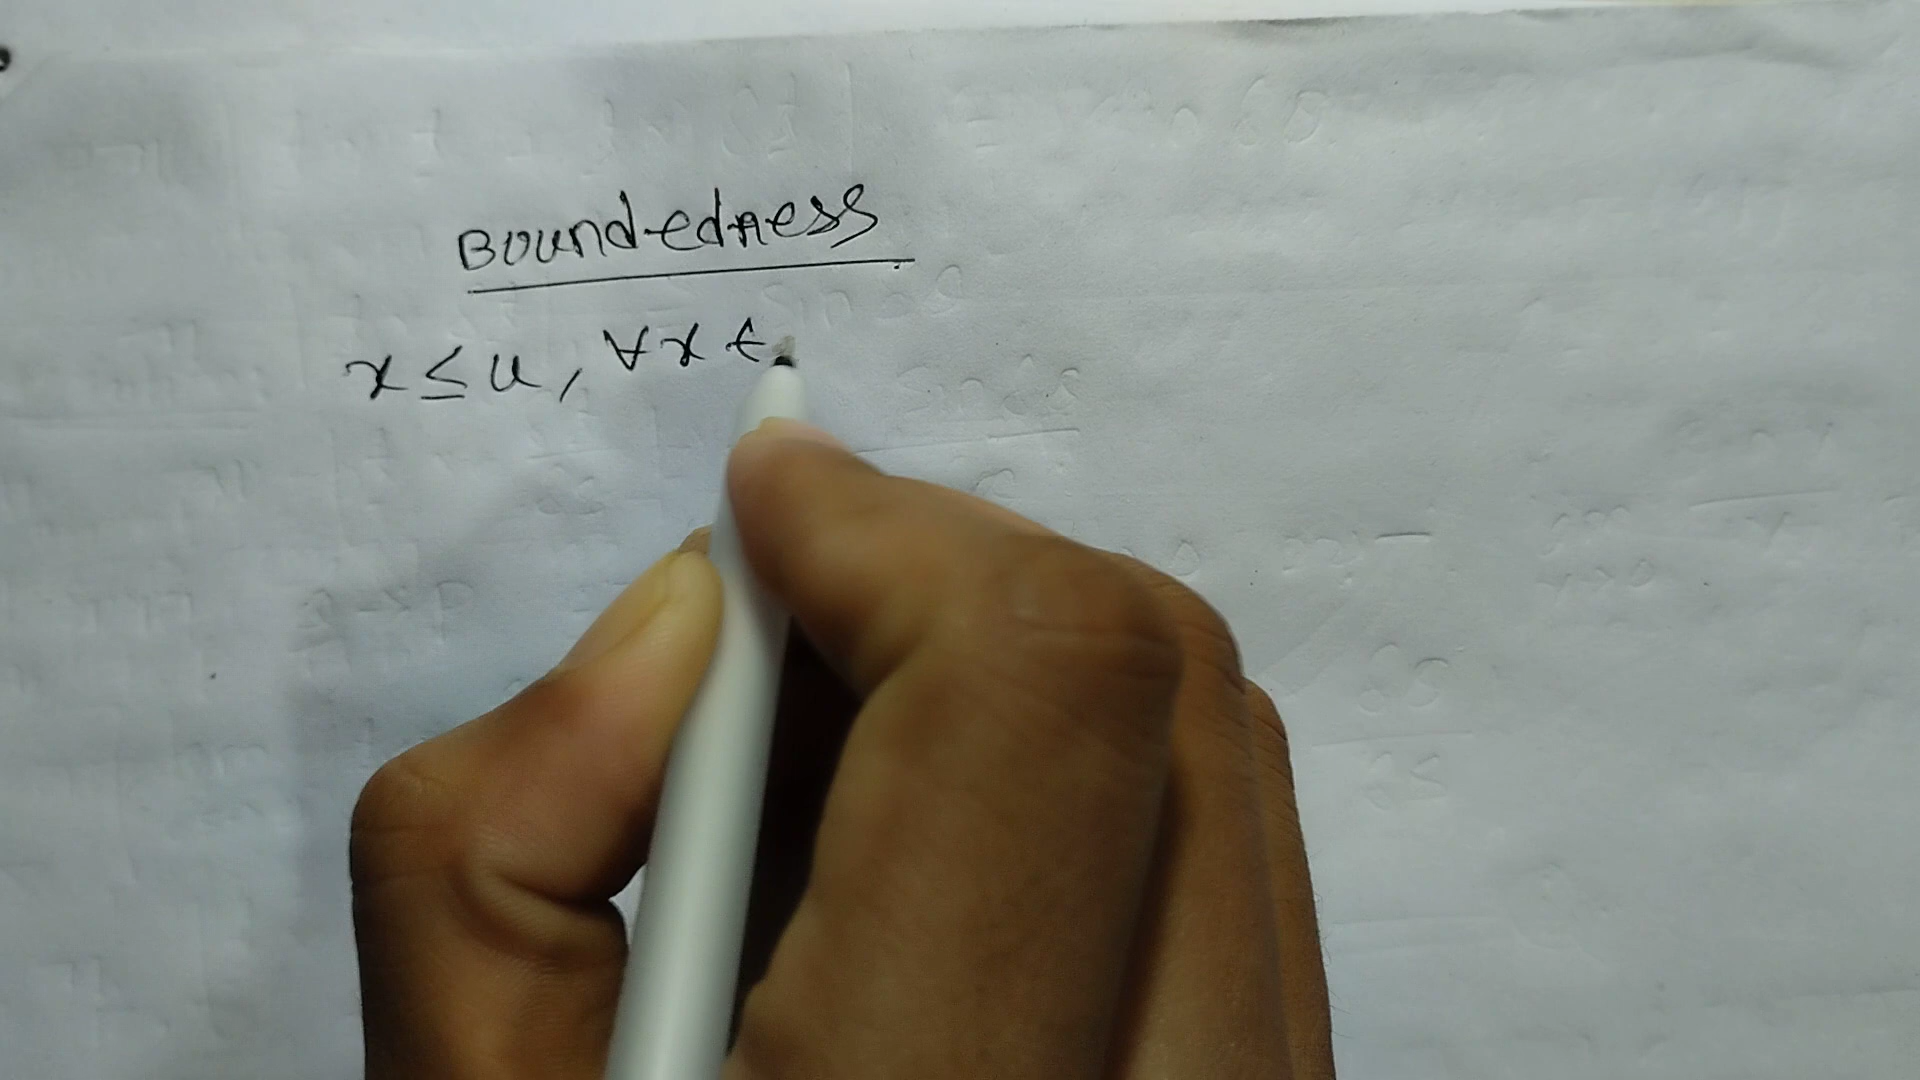 Boundedness
x ≤ u, ∀ x ∈